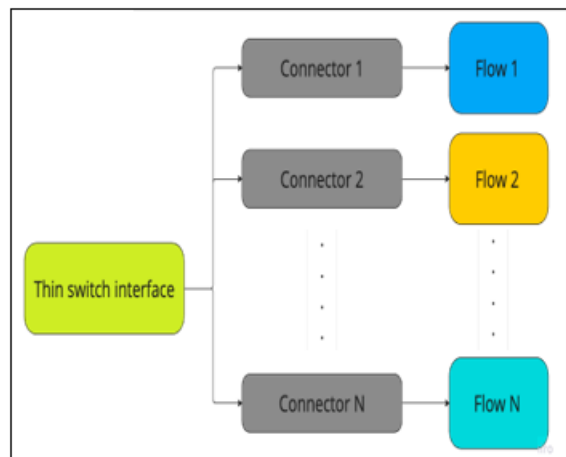 Connector 1
Flow 1
Connector 2
Flow 2
Thin switch interface
Connector N
Flow N